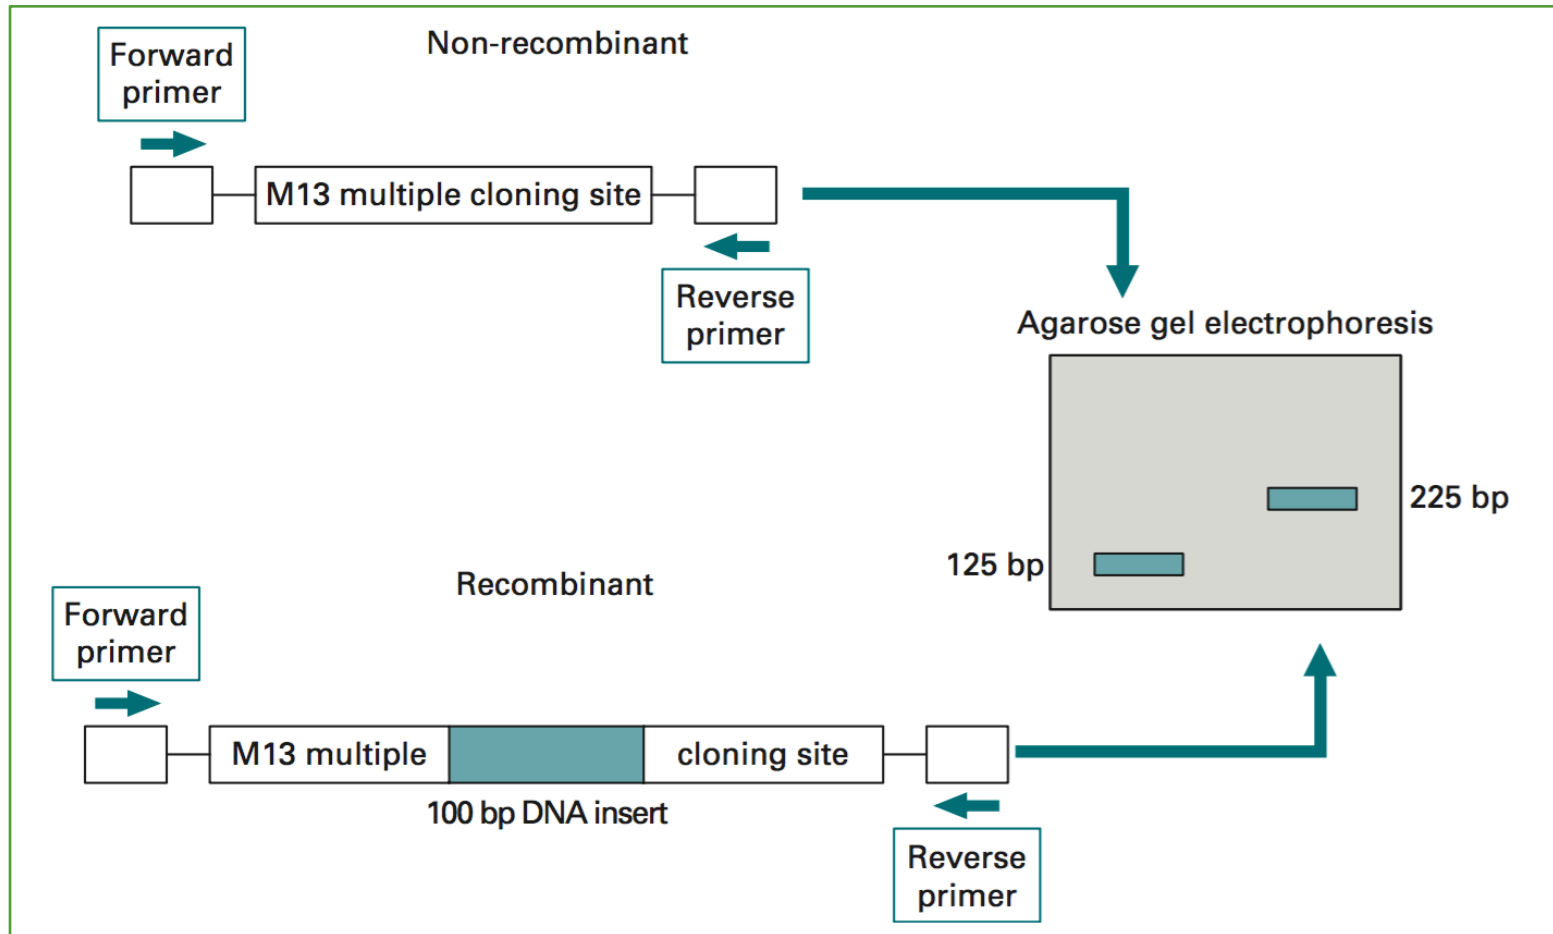 Non-recombinant
Forward
primer
M13 multiple cloning site
Reverse
primer
Agarose gel electrophoresis
225 bp
125 bp
Recombinant
Forward
primer
M13 multiple
cloning site
100 bp DNA insert
Reverse
primer